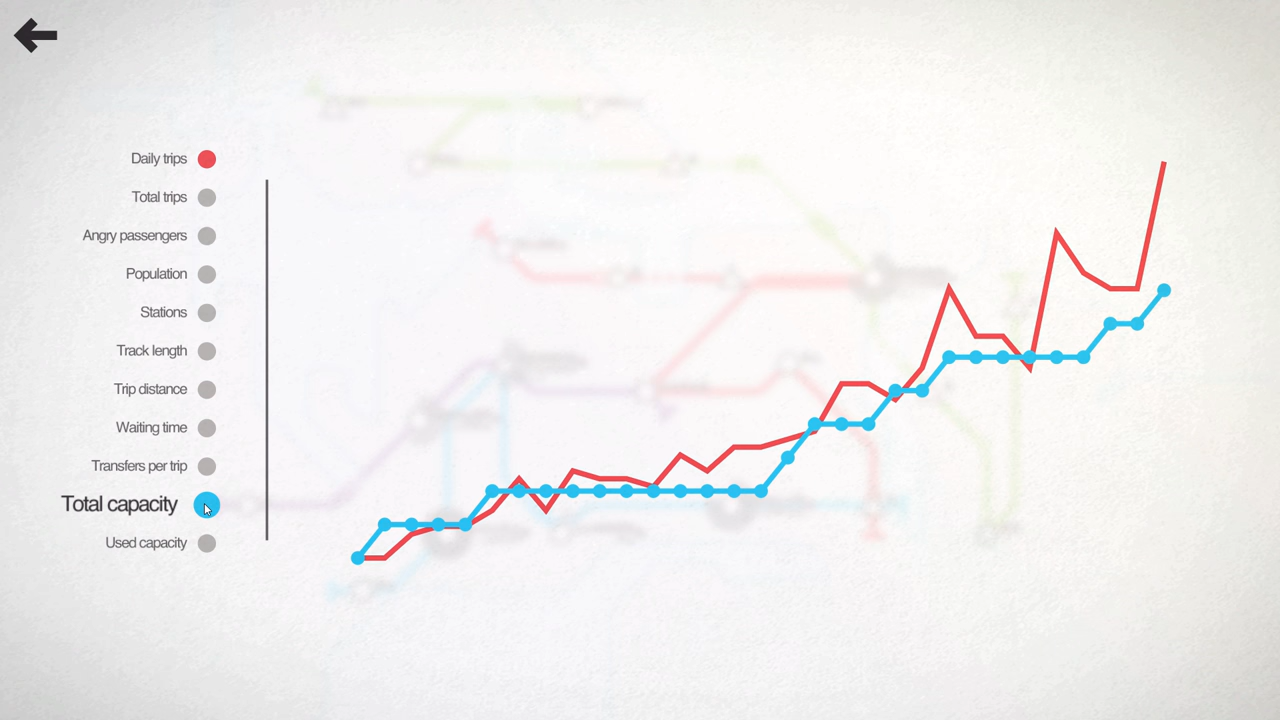 Daily trips
Total trips
Angry passengers
Population
Stations
Track length
Trip distance
Waiting time
Transfers per trip
Total capacity
Used capacity